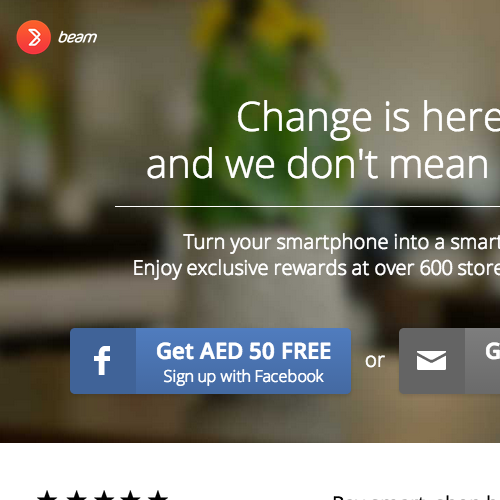 beam
Change is here
and we don't mean
Turn your smartphone into a smart
Enjoy exclusive rewards at over 600 store
Get AED 50 FREE
Sign up with Facebook
or
G